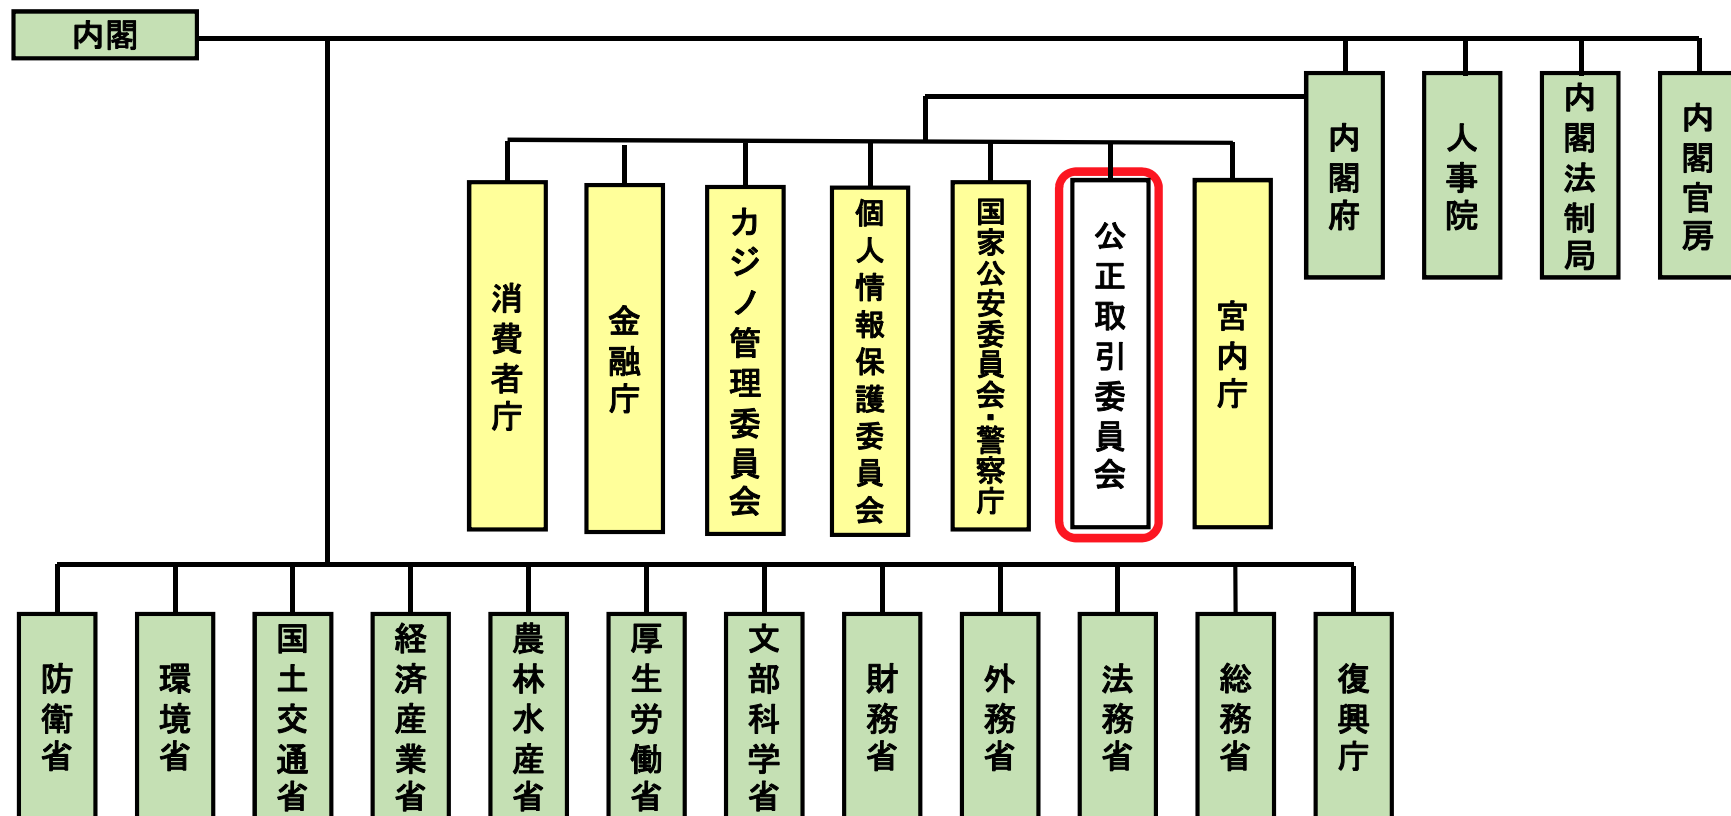 内閣
内閣官房
内閣法制局
人事院
内閣府
宮内庁
公正取引委員会
国家公安委員会・警察庁
個人情報保護委員会
カジノ管理委員会
金融庁
消費者庁
復興庁
総務省
法務省
外務省
財務省
文部科学省
厚生労働省
農林水産省
経済産業省
国土交通省
環境省
防衛省